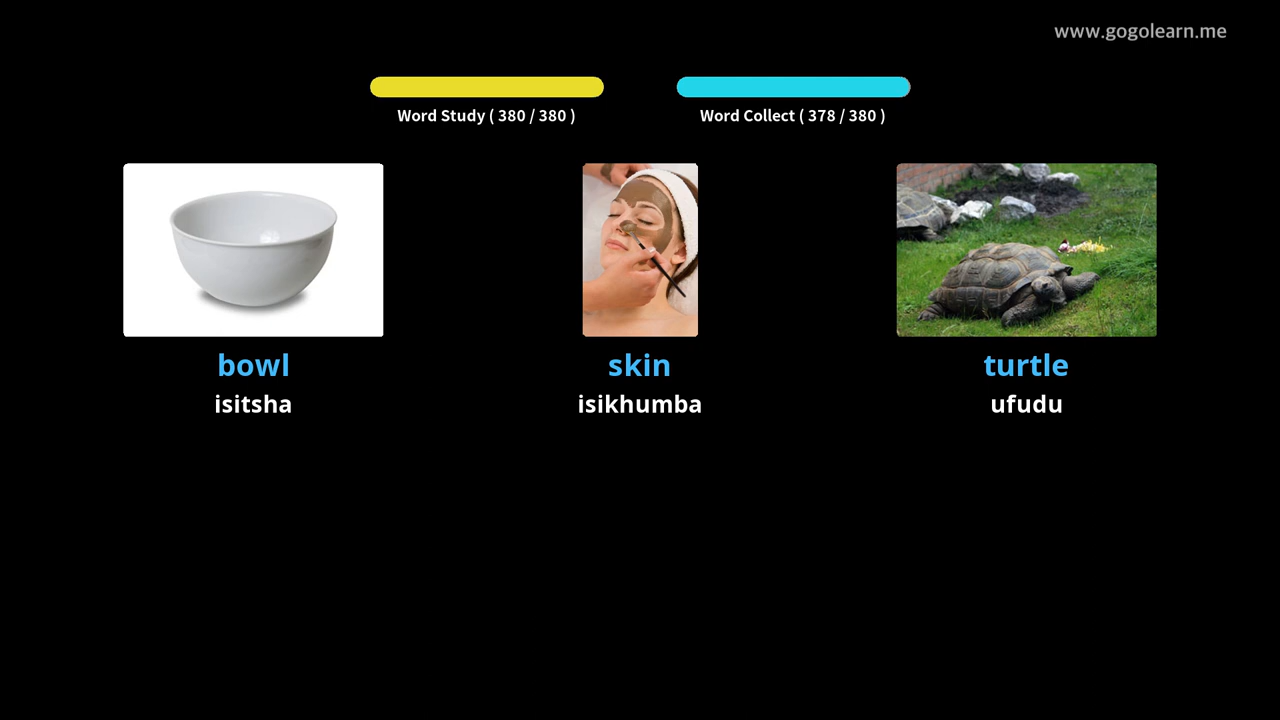 www.gogolearn.me
Word Study ( 380 / 380 )
Word Collect ( 378 / 380 )
bowl
isitsha
skin
isikhumba
turtle
ufudu